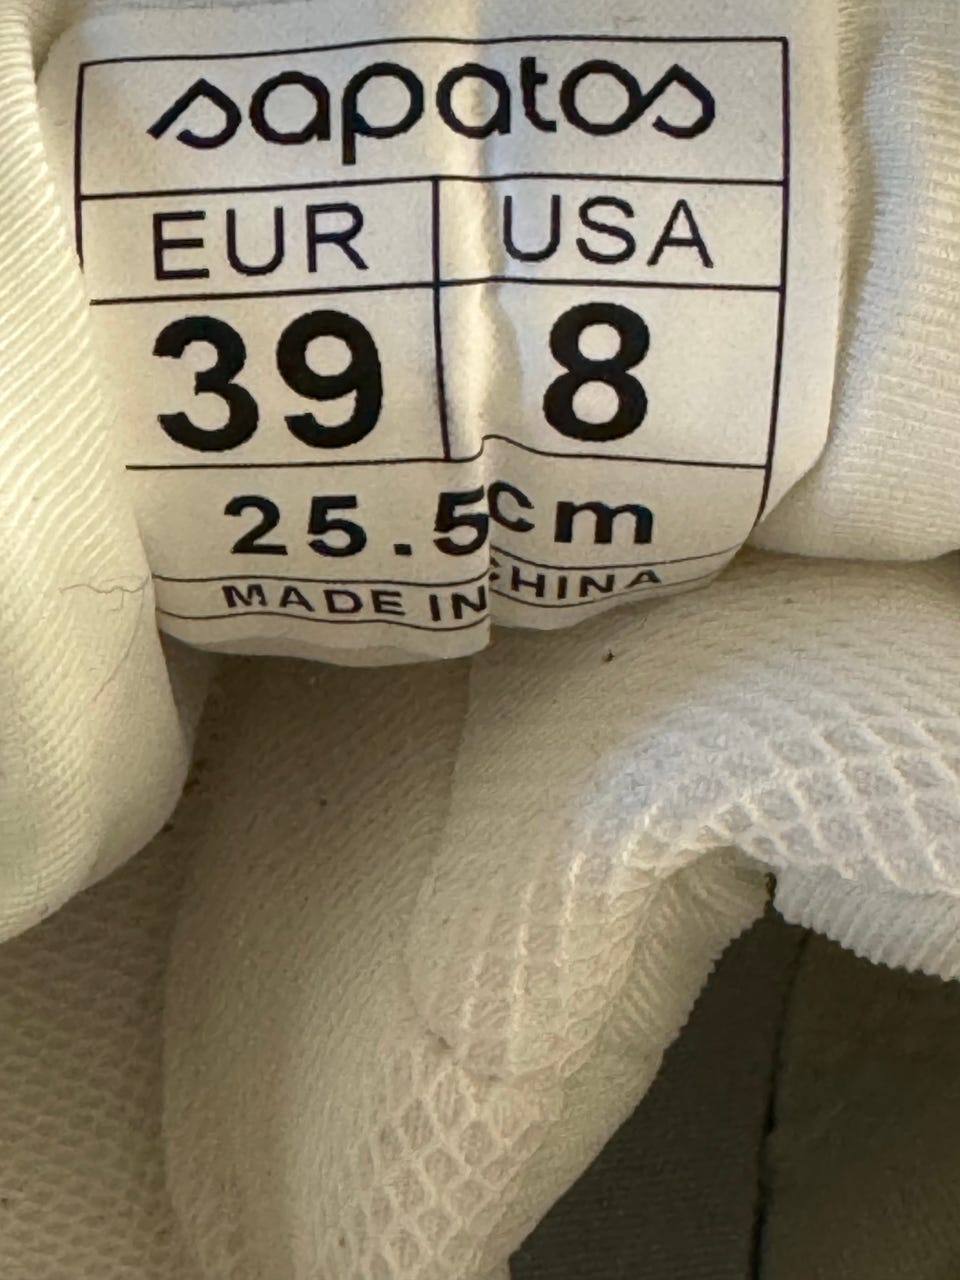 sapatos
EUR USA
39 8
25.5cm
MADE IN CHINA